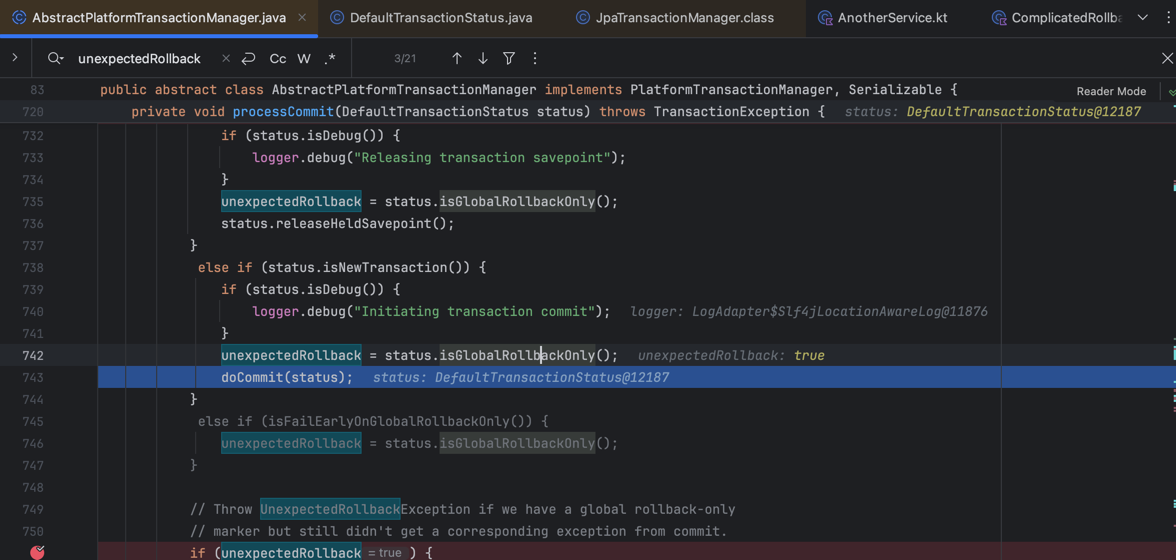 AbstractPlatformTransactionManager.java × DefaultTransactionStatus.java JpaTransactionManager.class AnotherService.kt ComplicatedRollba
unexpectedRollback × Cc W .* 3/21
Reader Mode
83 public abstract class AbstractPlatformTransactionManager implements PlatformTransactionManager, Serializable {
720 private void processCommit(DefaultTransactionStatus status) throws TransactionException { status: DefaultTransactionStatus@12187
732 if (status.isDebug()) {
733 logger.debug("Releasing transaction savepoint");
734 }
735 unexpectedRollback = status.isGlobalRollbackOnly();
736 status.releaseHeldSavepoint();
737 }
738 else if (status.isNewTransaction()) {
739 if (status.isDebug()) {
740 logger.debug("Initiating transaction commit"); logger: LogAdapter$Slf4jLocationAwareLog@11876
741 }
742 unexpectedRollback = status.isGlobalRollbackOnly(); unexpectedRollback: true
743 doCommit(status); status: DefaultTransactionStatus@12187
744 }
745 else if (isFailEarlyOnGlobalRollbackOnly()) {
746 unexpectedRollback = status.isGlobalRollbackOnly();
747 }
748
749 // Throw UnexpectedRollbackException if we have a global rollback-only
750 // marker but still didn't get a corresponding exception from commit.
if (unexpectedRollback = true ) {